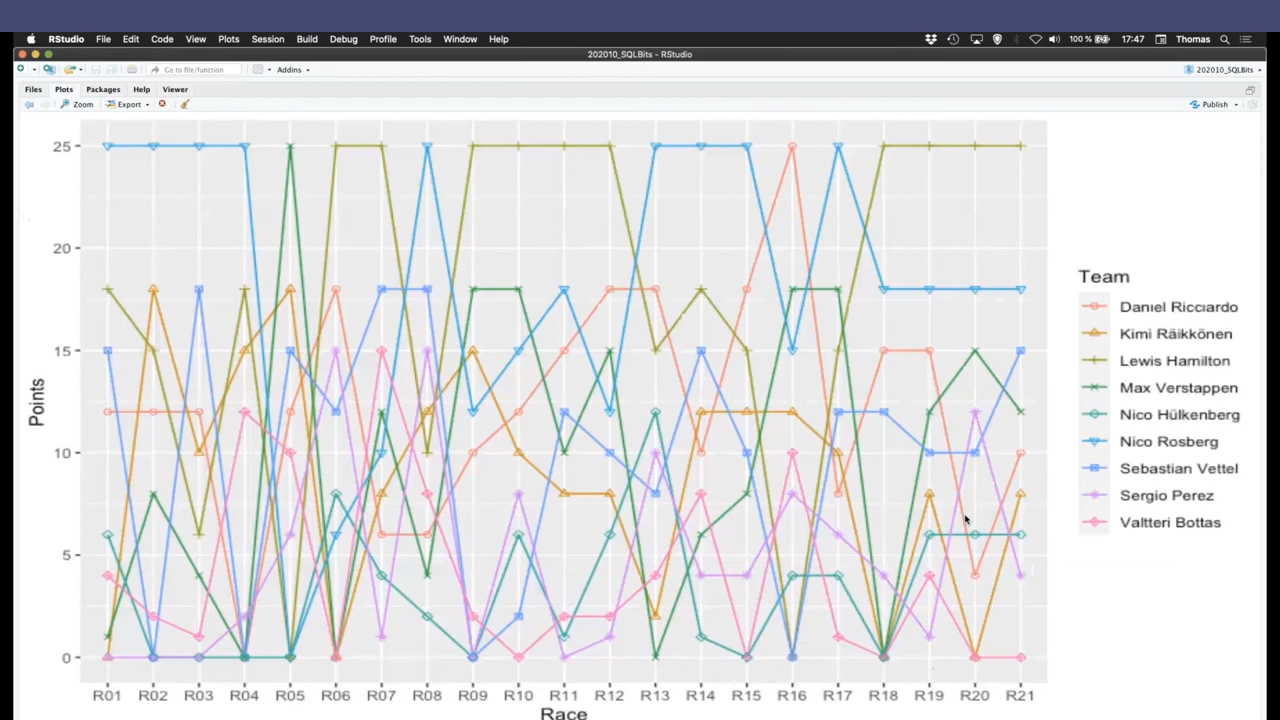 RStudio File Edit Code View Plots Session Build Debug Profile Tools Window Help 100 % 17:47 Thomas
202010_SQLBits - RStudio
Go to file/function Addins 202010_SQLBits
Files Plots Packages Help Viewer
Zoom Export Publish
25
20
15
10
5
0
Points
R01 R02 R03 R04 R05 R06 R07 R08 R09 R10 R11 R12 R13 R14 R15 R16 R17 R18 R19 R20 R21
Race
Team
Daniel Ricciardo
Kimi Räikkönen
Lewis Hamilton
Max Verstappen
Nico Hülkenberg
Nico Rosberg
Sebastian Vettel
Sergio Perez
Valtteri Bottas